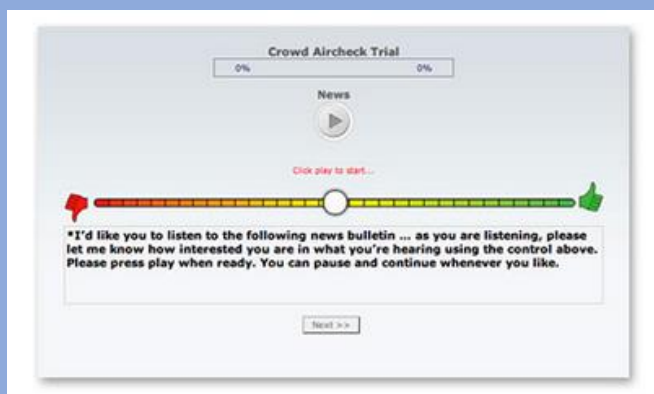 Crowd Aircheck Trial
0% 0%
News
Click play to start...
*I'd like you to listen to the following news bulletin ... as you are listening, please
let me know how interested you are in what you're hearing using the control above.
Please press play when ready. You can pause and continue whenever you like.
Next >>